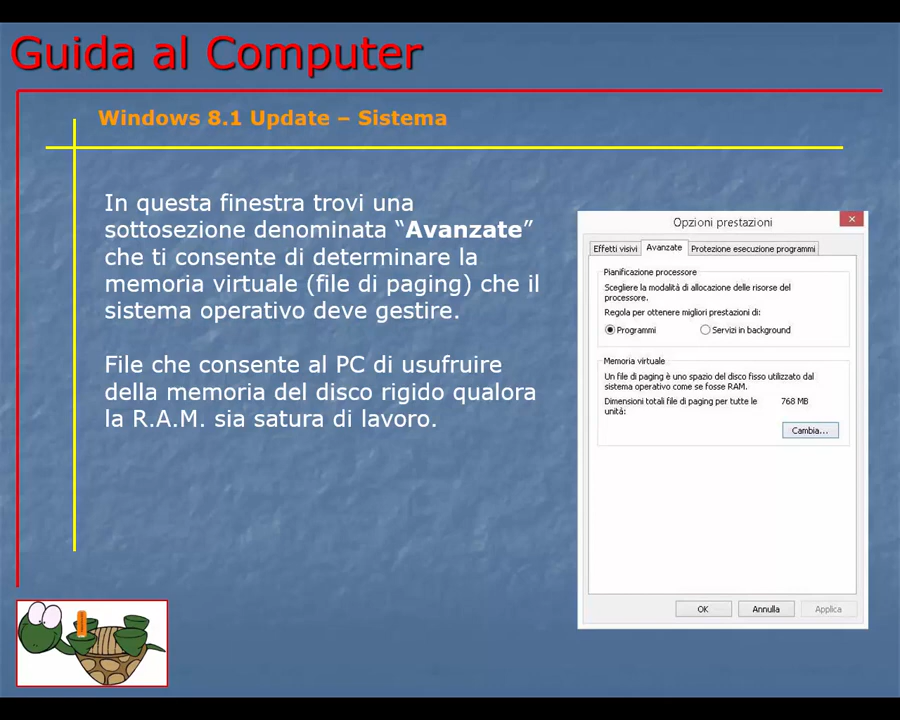 Guida al Computer
Windows 8.1 Update – Sistema
In questa finestra trovi una
sottosezione denominata “Avanzate”
che ti consente di determinare la
memoria virtuale (file di paging) che il
sistema operativo deve gestire.
File che consente al PC di usufruire
della memoria del disco rigido qualora
la R.A.M. sia satura di lavoro.
Opzioni prestazioni
Effetti visivi Avanzate Protezione esecuzione programmi
Pianificazione processore
Scegliere la modalità di allocazione delle risorse del
processore.
Regola per ottenere migliori prestazioni di:
Programmi Servizi in background
Memoria virtuale
Un file di paging è uno spazio del disco fisso utilizzato dal
sistema operativo come se fosse RAM.
Dimensioni totali file di paging per tutte le 768 MB
unità:
Cambia...
OK Annulla Applica